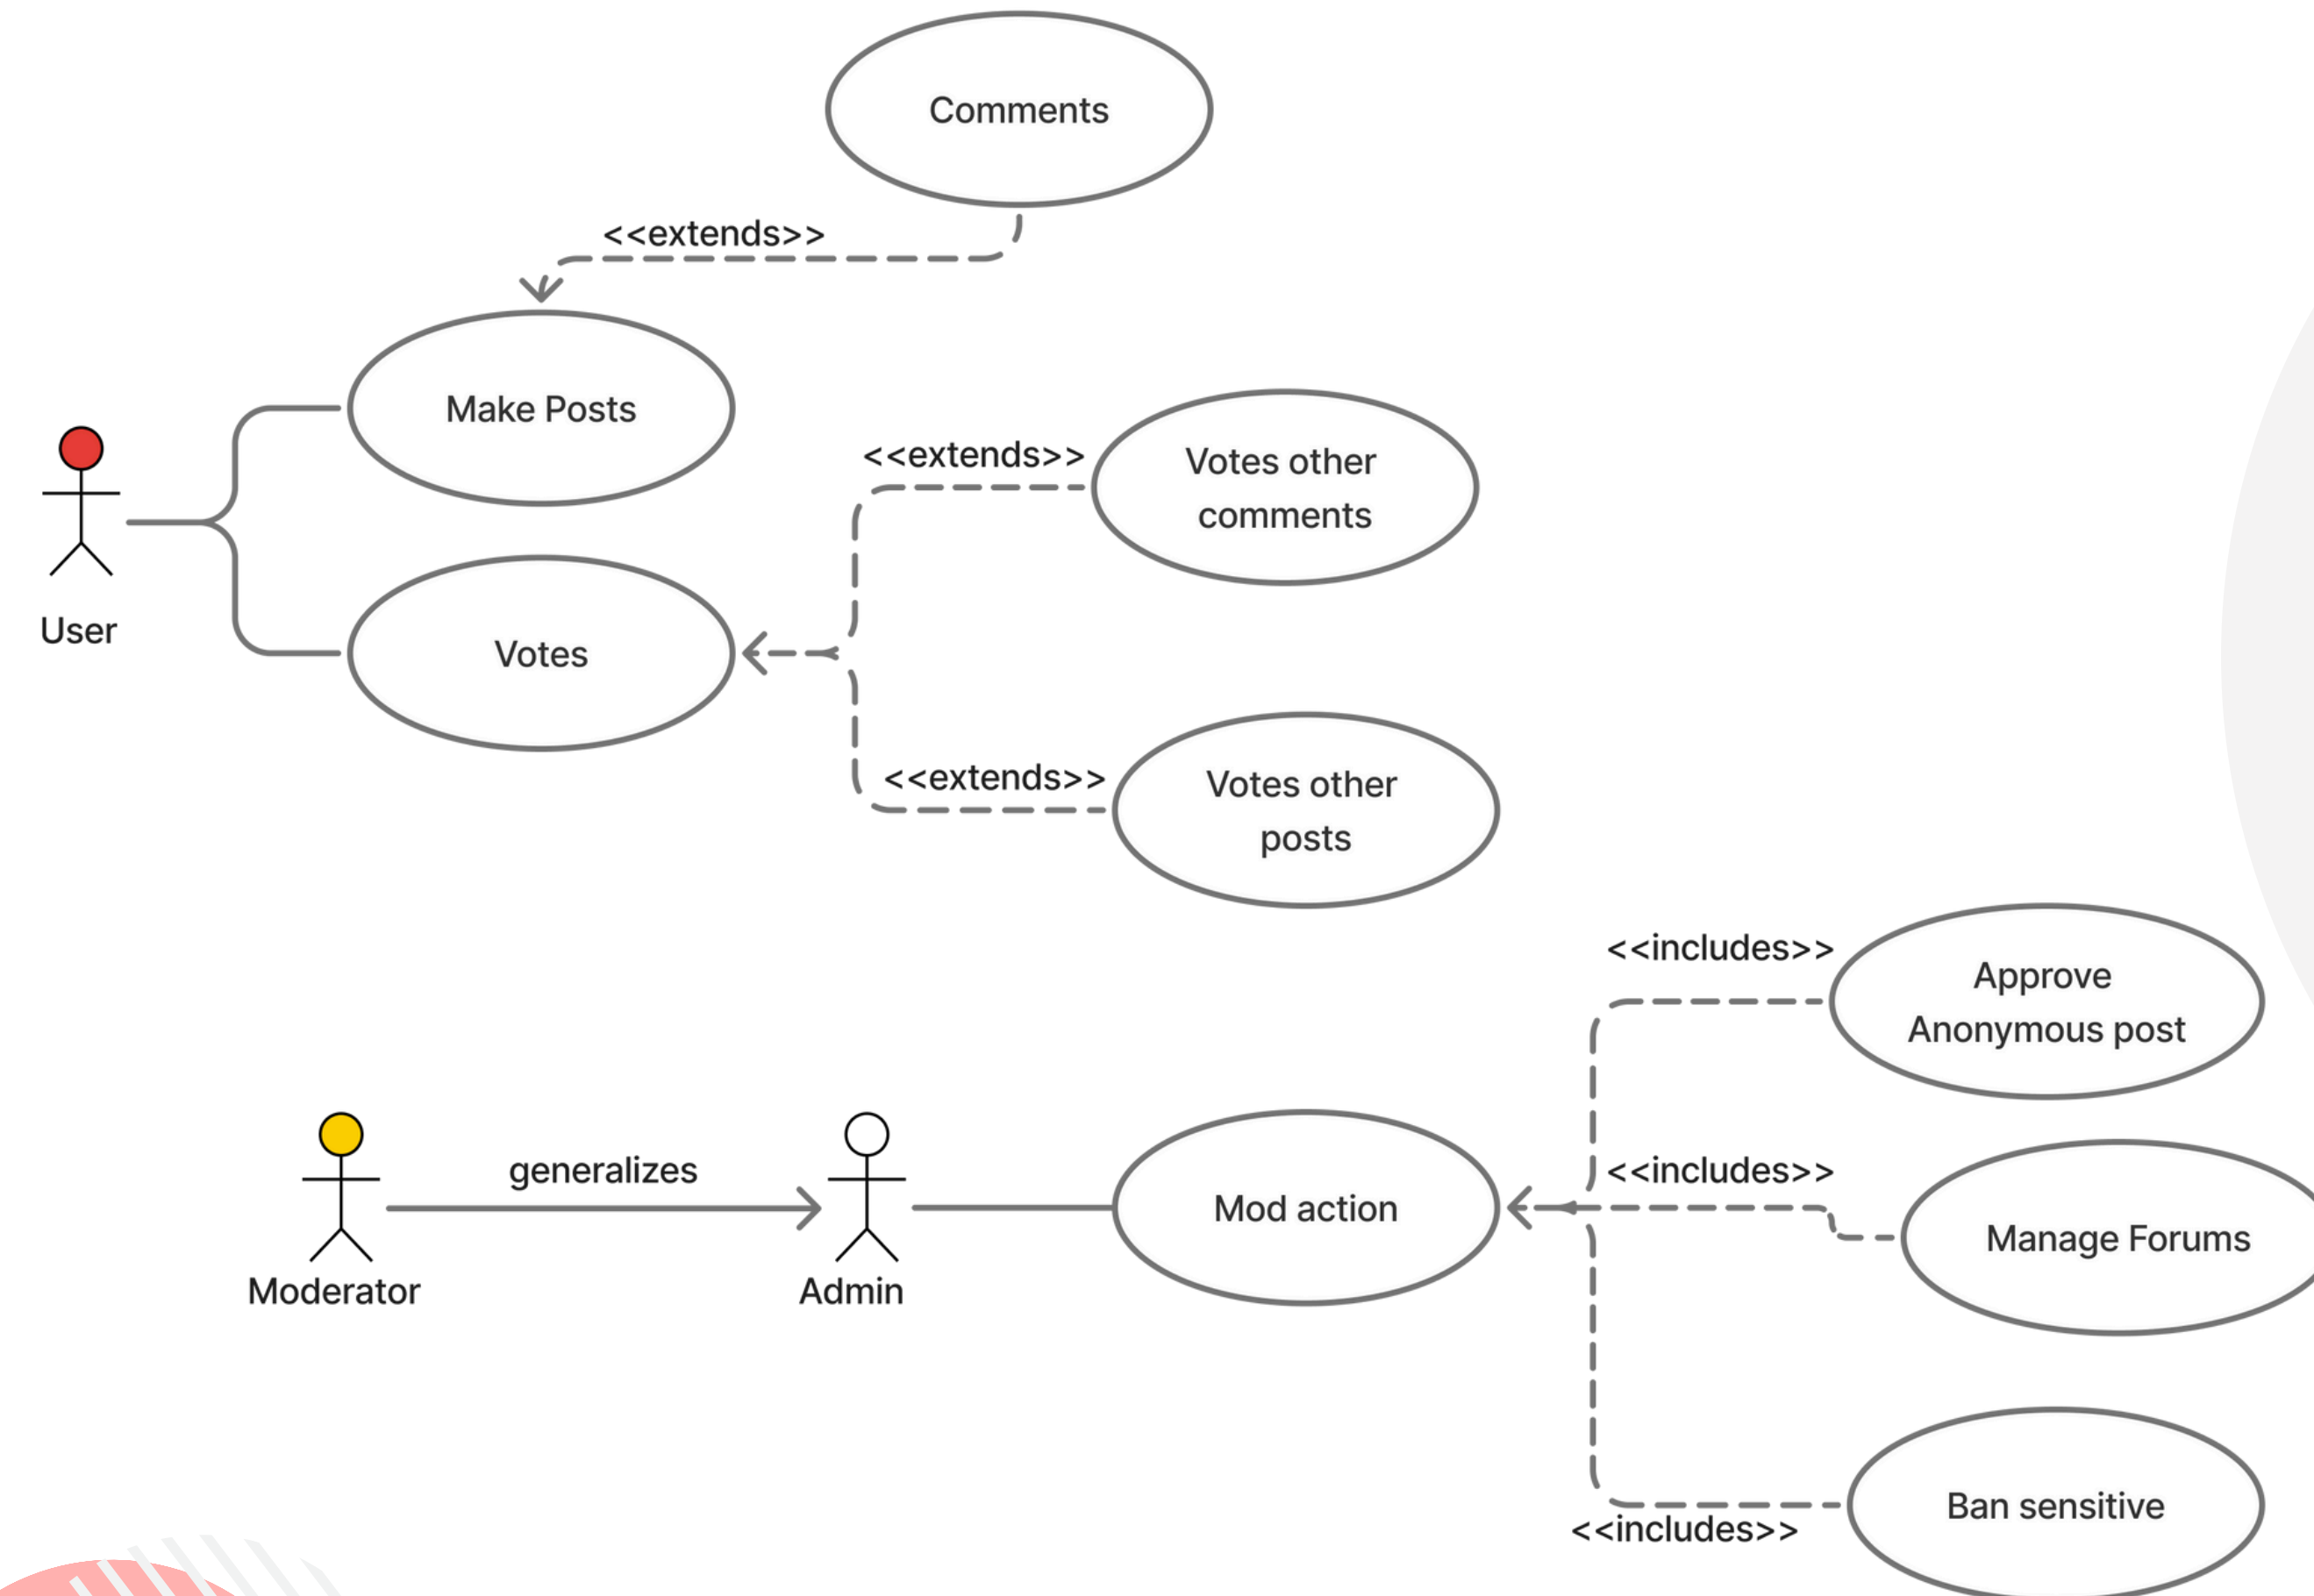 Comments
<<extends>>
Make Posts
<<extends>>
Votes other
comments
User
Votes
<<extends>>
Votes other
posts
<<includes>>
Approve
Anonymous post
generalizes
<<includes>>
Mod action
Manage Forums
Moderator
Admin
Ban sensitive
<<includes>>